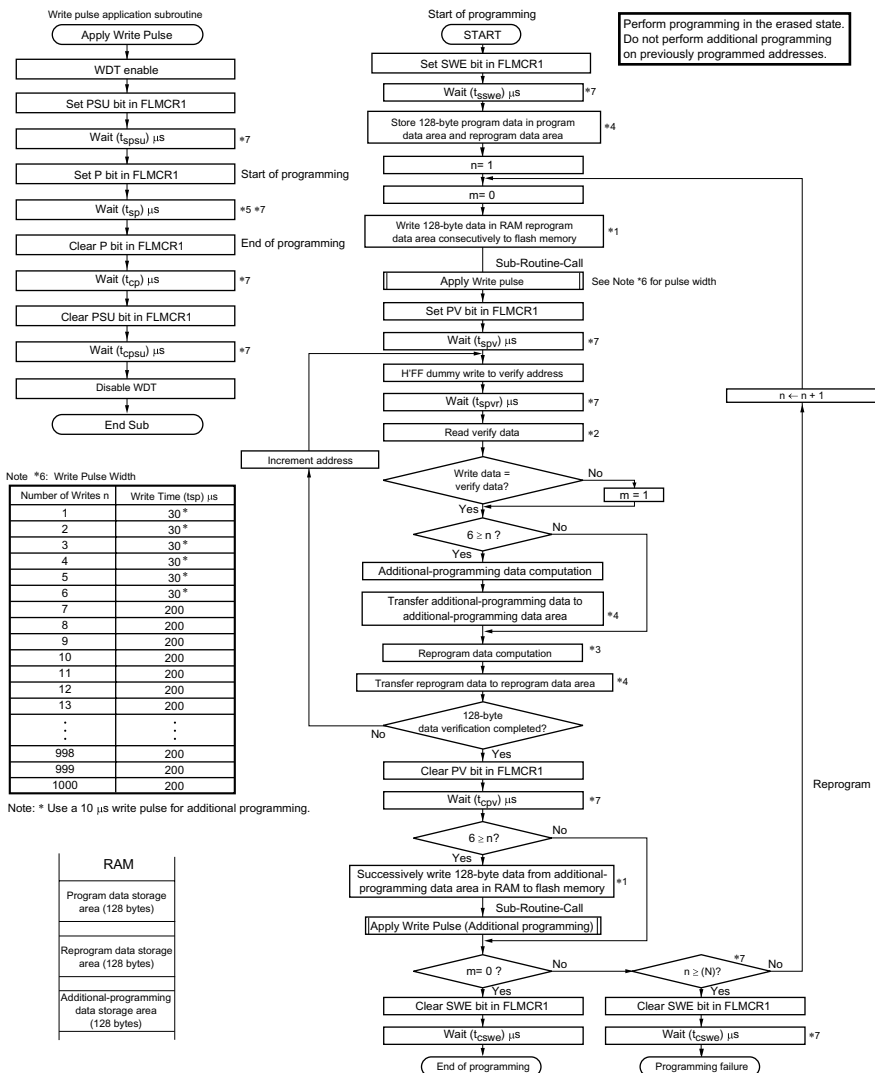 Write pulse application subroutine
Apply Write Pulse
WDT enable
Set PSU bit in FLMCR1
Wait (tspsu) μs
*7
Set P bit in FLMCR1
Start of programming
Wait (tsp) μs
*5 *7
Clear P bit in FLMCR1
End of programming
Wait (tcp) μs
*7
Clear PSU bit in FLMCR1
Wait (tcpsu) μs
*7
Disable WDT
End Sub
Note *6: Write Pulse Width
Number of Writes n Write Time (tsp) μs
1 30*
2 30*
3 30*
4 30*
5 30*
6 30*
7 200
8 200
9 200
10 200
11 200
12 200
13 200
998 200
999 200
1000 200
Note: * Use a 10 μs write pulse for additional programming.
RAM
Program data storage
area (128 bytes)
Reprogram data storage
area (128 bytes)
Additional-programming
data storage area
(128 bytes)
Start of programming
START
Set SWE bit in FLMCR1
Wait (tsswe) μs
*7
Store 128-byte program data in program
data area and reprogram data area
*4
n= 1
m= 0
Write 128-byte data in RAM reprogram
data area consecutively to flash memory
*1
Sub-Routine-Call
Apply Write pulse
See Note *6 for pulse width
Set PV bit in FLMCR1
Wait (tspv) μs
*7
H'FF dummy write to verify address
Wait (tspvr) μs
*7
Read verify data
*2
Increment address
Write data =
verify data?
No
m = 1
Yes
6 ≥ n ?
No
Yes
Additional-programming data computation
Transfer additional-programming data to
additional-programming data area
*4
Reprogram data computation
*3
Transfer reprogram data to reprogram data area
*4
128-byte
data verification completed?
No
Yes
Clear PV bit in FLMCR1
Wait (tcpv) μs
*7
6 ≥ n?
No
Yes
Successively write 128-byte data from additional-
programming data area in RAM to flash memory
*1
Sub-Routine-Call
Apply Write Pulse (Additional programming)
m= 0 ?
No
Yes
Clear SWE bit in FLMCR1
Wait (tcswe) μs
End of programming
*7
n ≥ (N)?
No
Yes
Clear SWE bit in FLMCR1
Wait (tcswe) μs
*7
Programming failure
n ← n + 1
Reprogram
Perform programming in the erased state.
Do not perform additional programming
on previously programmed addresses.